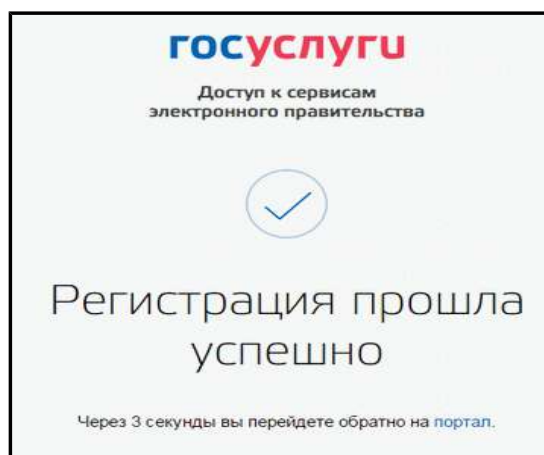 госуслуги
Доступ к сервисам
электронного правительства
Регистрация прошла
успешно
Через 3 секунды вы перейдете обратно на портал.